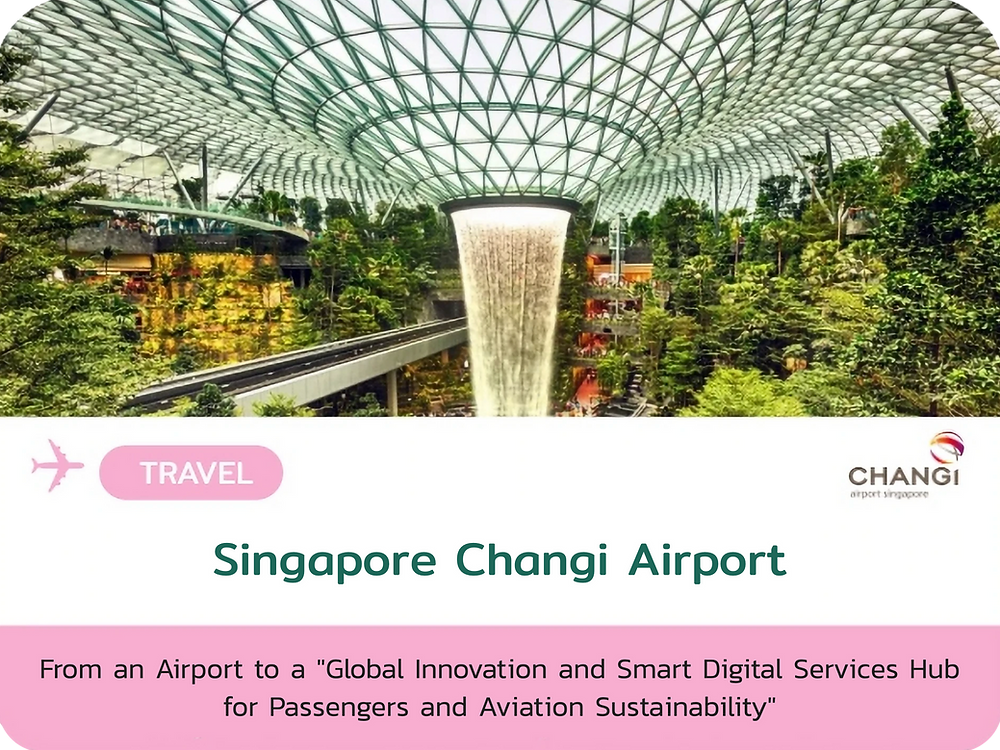 TRAVEL
CHANGI
airport singapore
Singapore Changi Airport
From an Airport to a "Global Innovation and Smart Digital Services Hub
for Passengers and Aviation Sustainability"